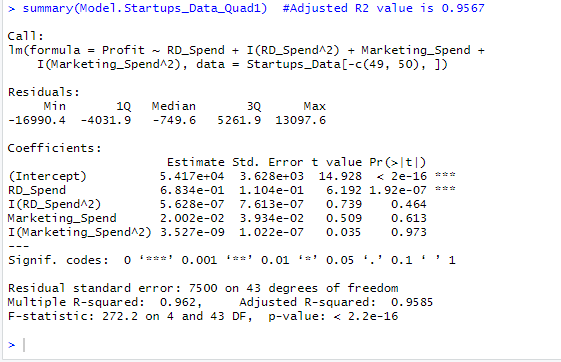 > summary(Model.Startups_Data_Quad1)  #Adjusted R2 value is 0.9567
Call:
lm(formula = Profit ~ RD_Spend + I(RD_Spend^2) + Marketing_Spend +
    I(Marketing_Spend^2), data = Startups_Data[-c(49, 50), ])
Residuals:
     Min       1Q   Median       3Q      Max
-16990.4  -4031.9   -749.6   5261.9  13097.6
Coefficients:
                      Estimate Std. Error t value Pr(>|t|)
(Intercept)          5.417e+04  3.628e+03  14.928  < 2e-16 ***
RD_Spend             6.834e-01  1.104e-01   6.192 1.92e-07 ***
I(RD_Spend^2)        5.628e-07  7.613e-07   0.739    0.464
Marketing_Spend      2.002e-02  3.934e-02   0.509    0.613
I(Marketing_Spend^2) 3.527e-09  1.022e-07   0.035    0.973
---
Signif. codes:  0 ‘***’ 0.001 ‘**’ 0.01 ‘*’ 0.05 ‘.’ 0.1 ‘ ’ 1
Residual standard error: 7500 on 43 degrees of freedom
Multiple R-squared:  0.962,     Adjusted R-squared:  0.9585
F-statistic: 272.2 on 4 and 43 DF,  p-value: < 2.2e-16
>